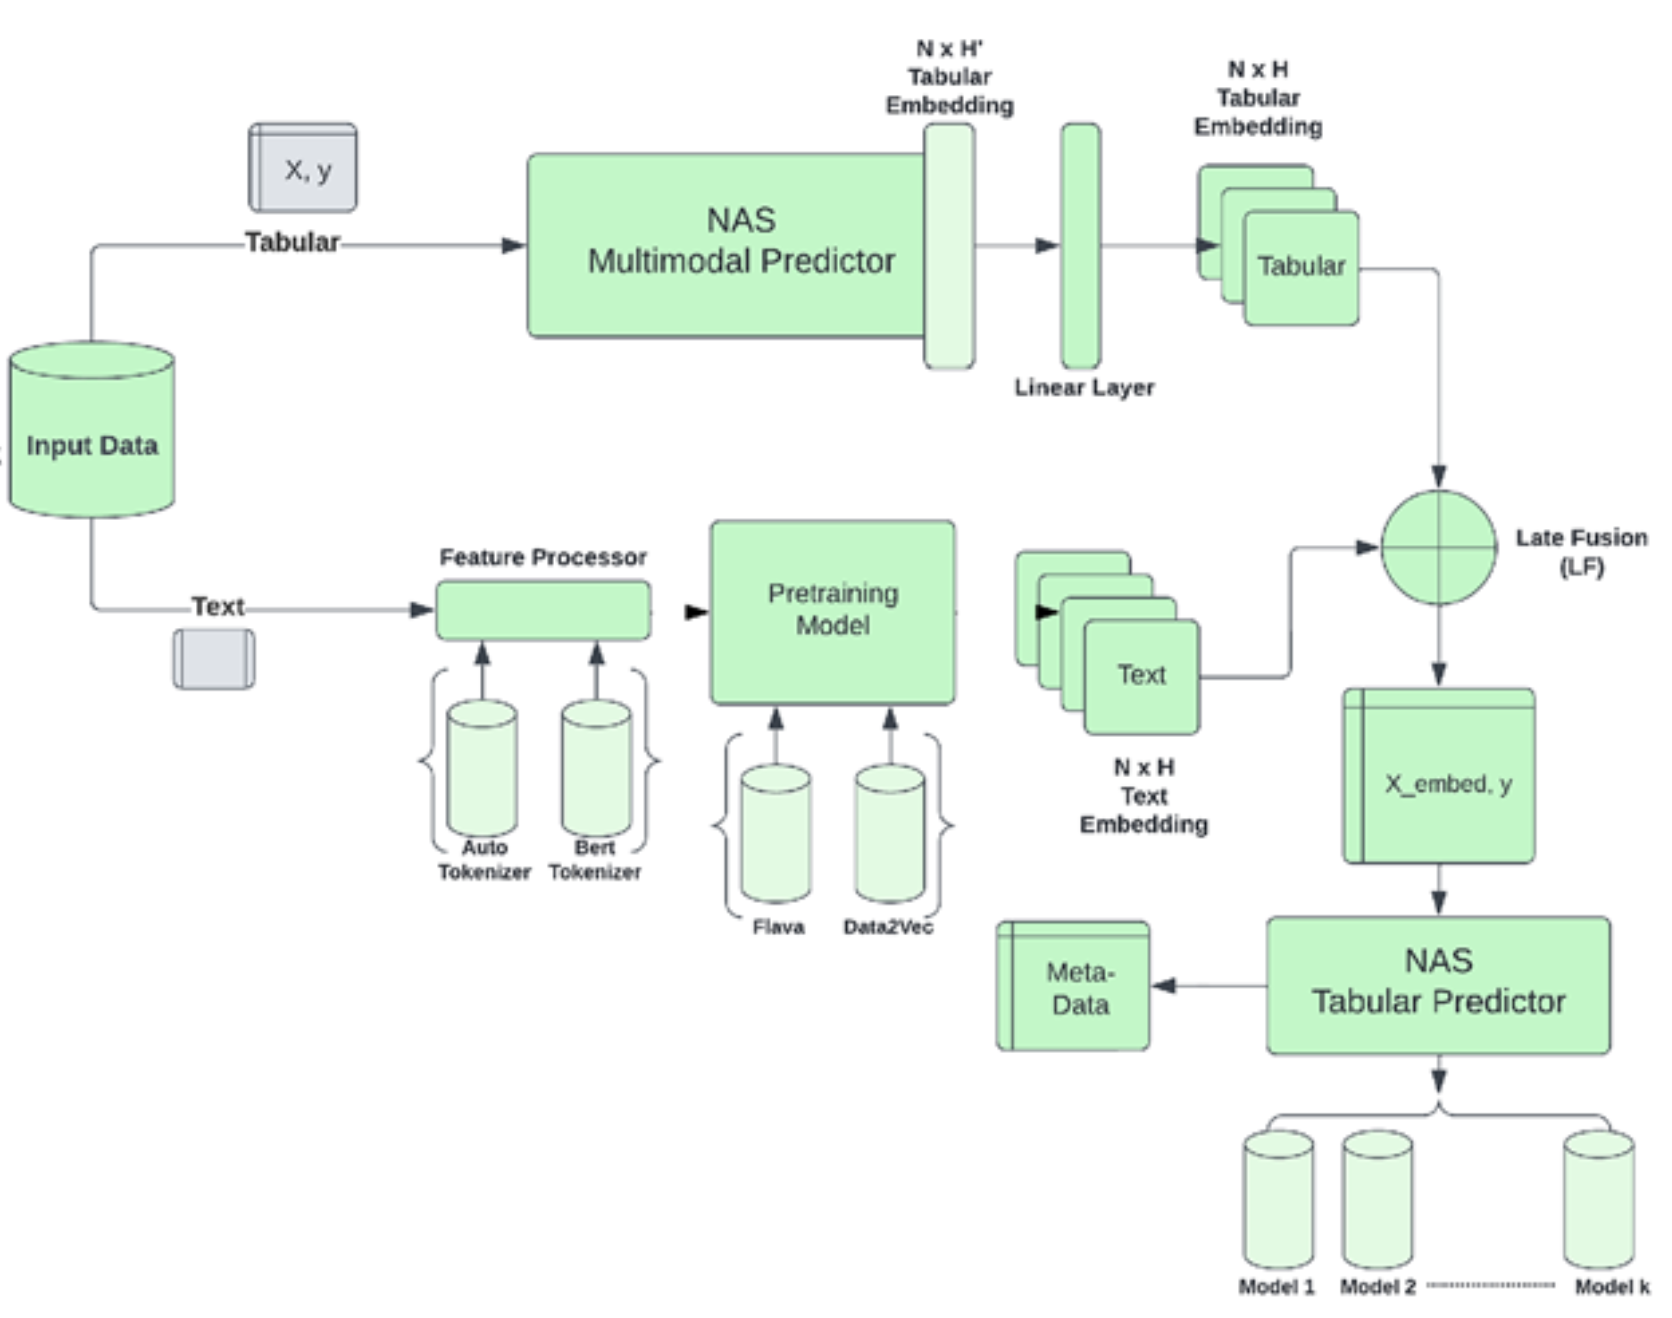 N x H'
Tabular
Embedding
N x H
Tabular
Embedding
X, y
Tabular
NAS
Multimodal Predictor
Tabular
Linear Layer
Input Data
Late Fusion
(LF)
Feature Processor
Text
Pretraining
Model
Text
N x H
Text
Embedding
X_embed, y
Auto
Tokenizer
Bert
Tokenizer
Flava
Data2Vec
Meta-
Data
NAS
Tabular Predictor
Model 1
Model 2
Model k